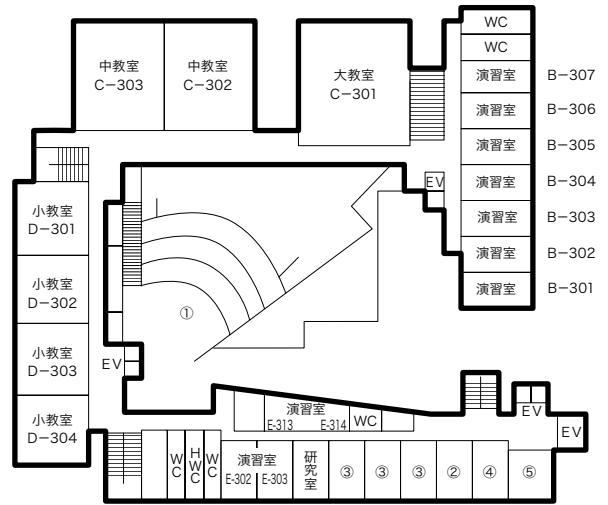 WC
WC
中教室
C－303
中教室
C－302
大教室
C－301
演習室 B－307
演習室 B－306
演習室 B－305
EV
演習室 B－304
演習室 B－303
演習室 B－302
演習室 B－301
小教室
D－301
小教室
D－302
小教室
D－303
小教室
D－304
①
EV
演習室
E-313 E-314
WC
EV
EV
WC
HWC
WC
演習室
E-302 E-303
研究室
③
③
③
②
④
⑤